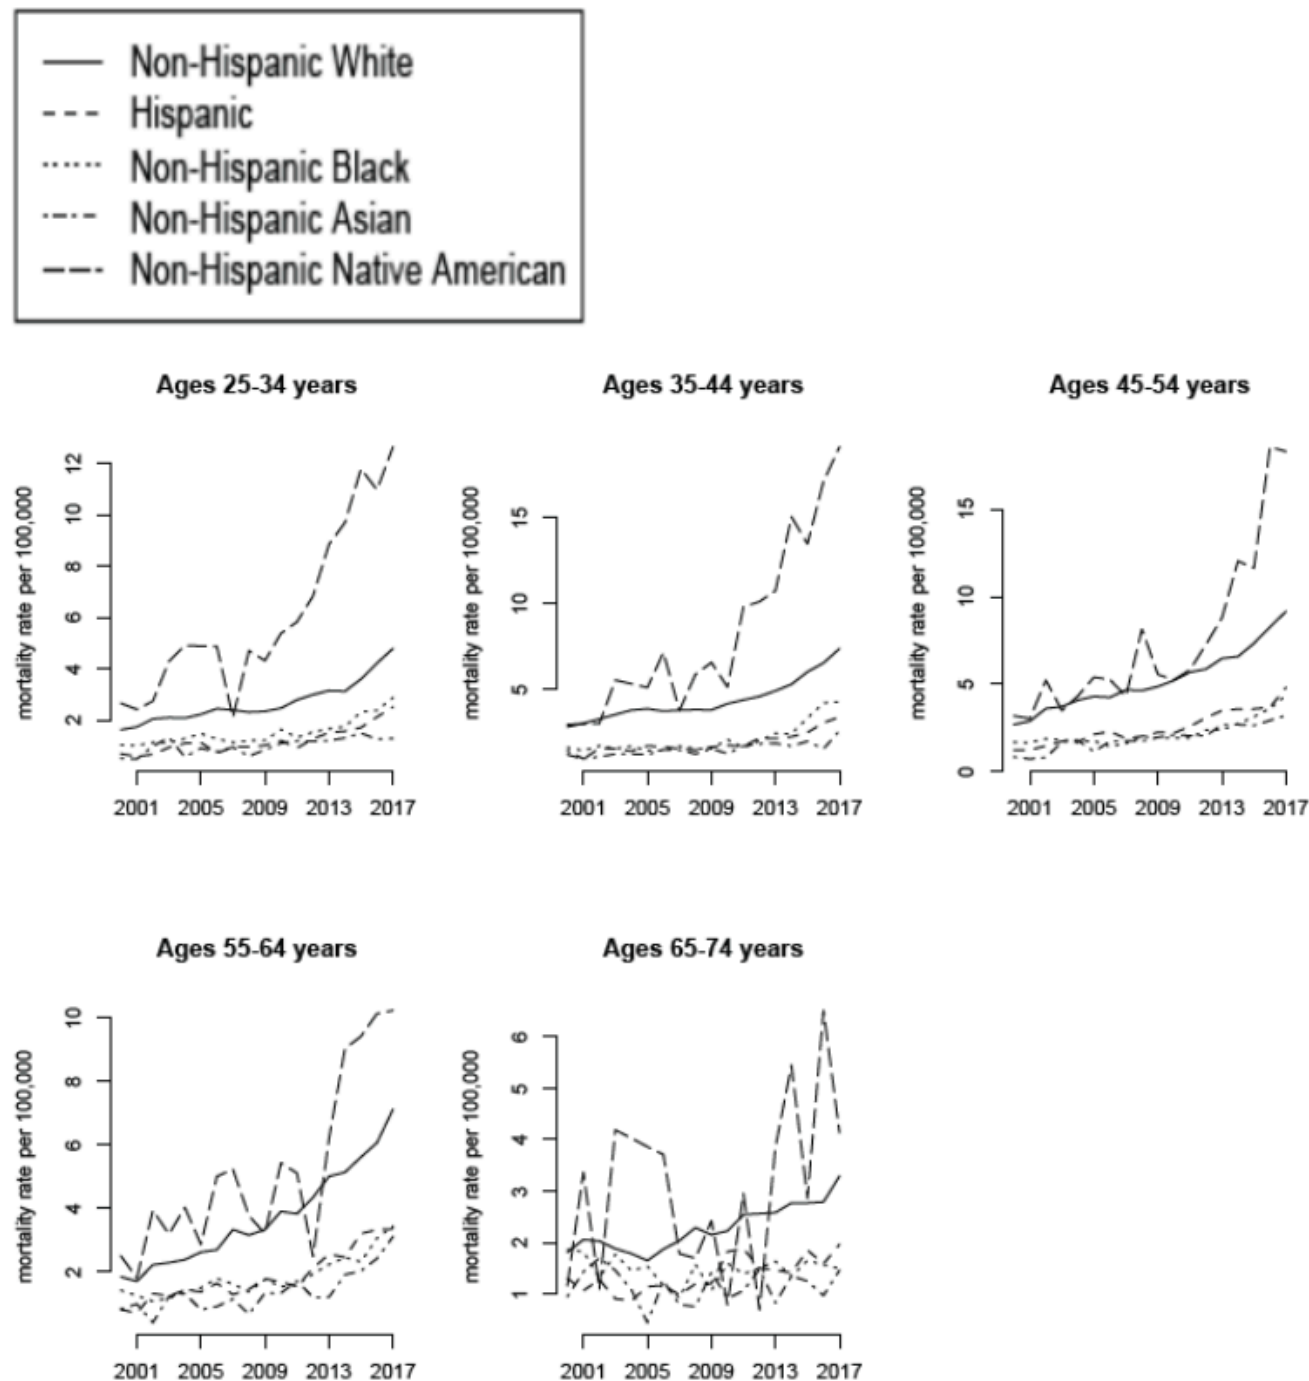 Non-Hispanic White
Hispanic
Non-Hispanic Black
Non-Hispanic Asian
Non-Hispanic Native American
Ages 25-34 years
mortality rate per 100,000
12
10
8
6
4
2
2001 2005 2009 2013 2017
Ages 35-44 years
mortality rate per 100,000
15
10
5
2001 2005 2009 2013 2017
Ages 45-54 years
mortality rate per 100,000
15
10
5
0
2001 2005 2009 2013 2017
Ages 55-64 years
mortality rate per 100,000
10
8
6
4
2
2001 2005 2009 2013 2017
Ages 65-74 years
mortality rate per 100,000
6
5
4
3
2
1
2001 2005 2009 2013 2017